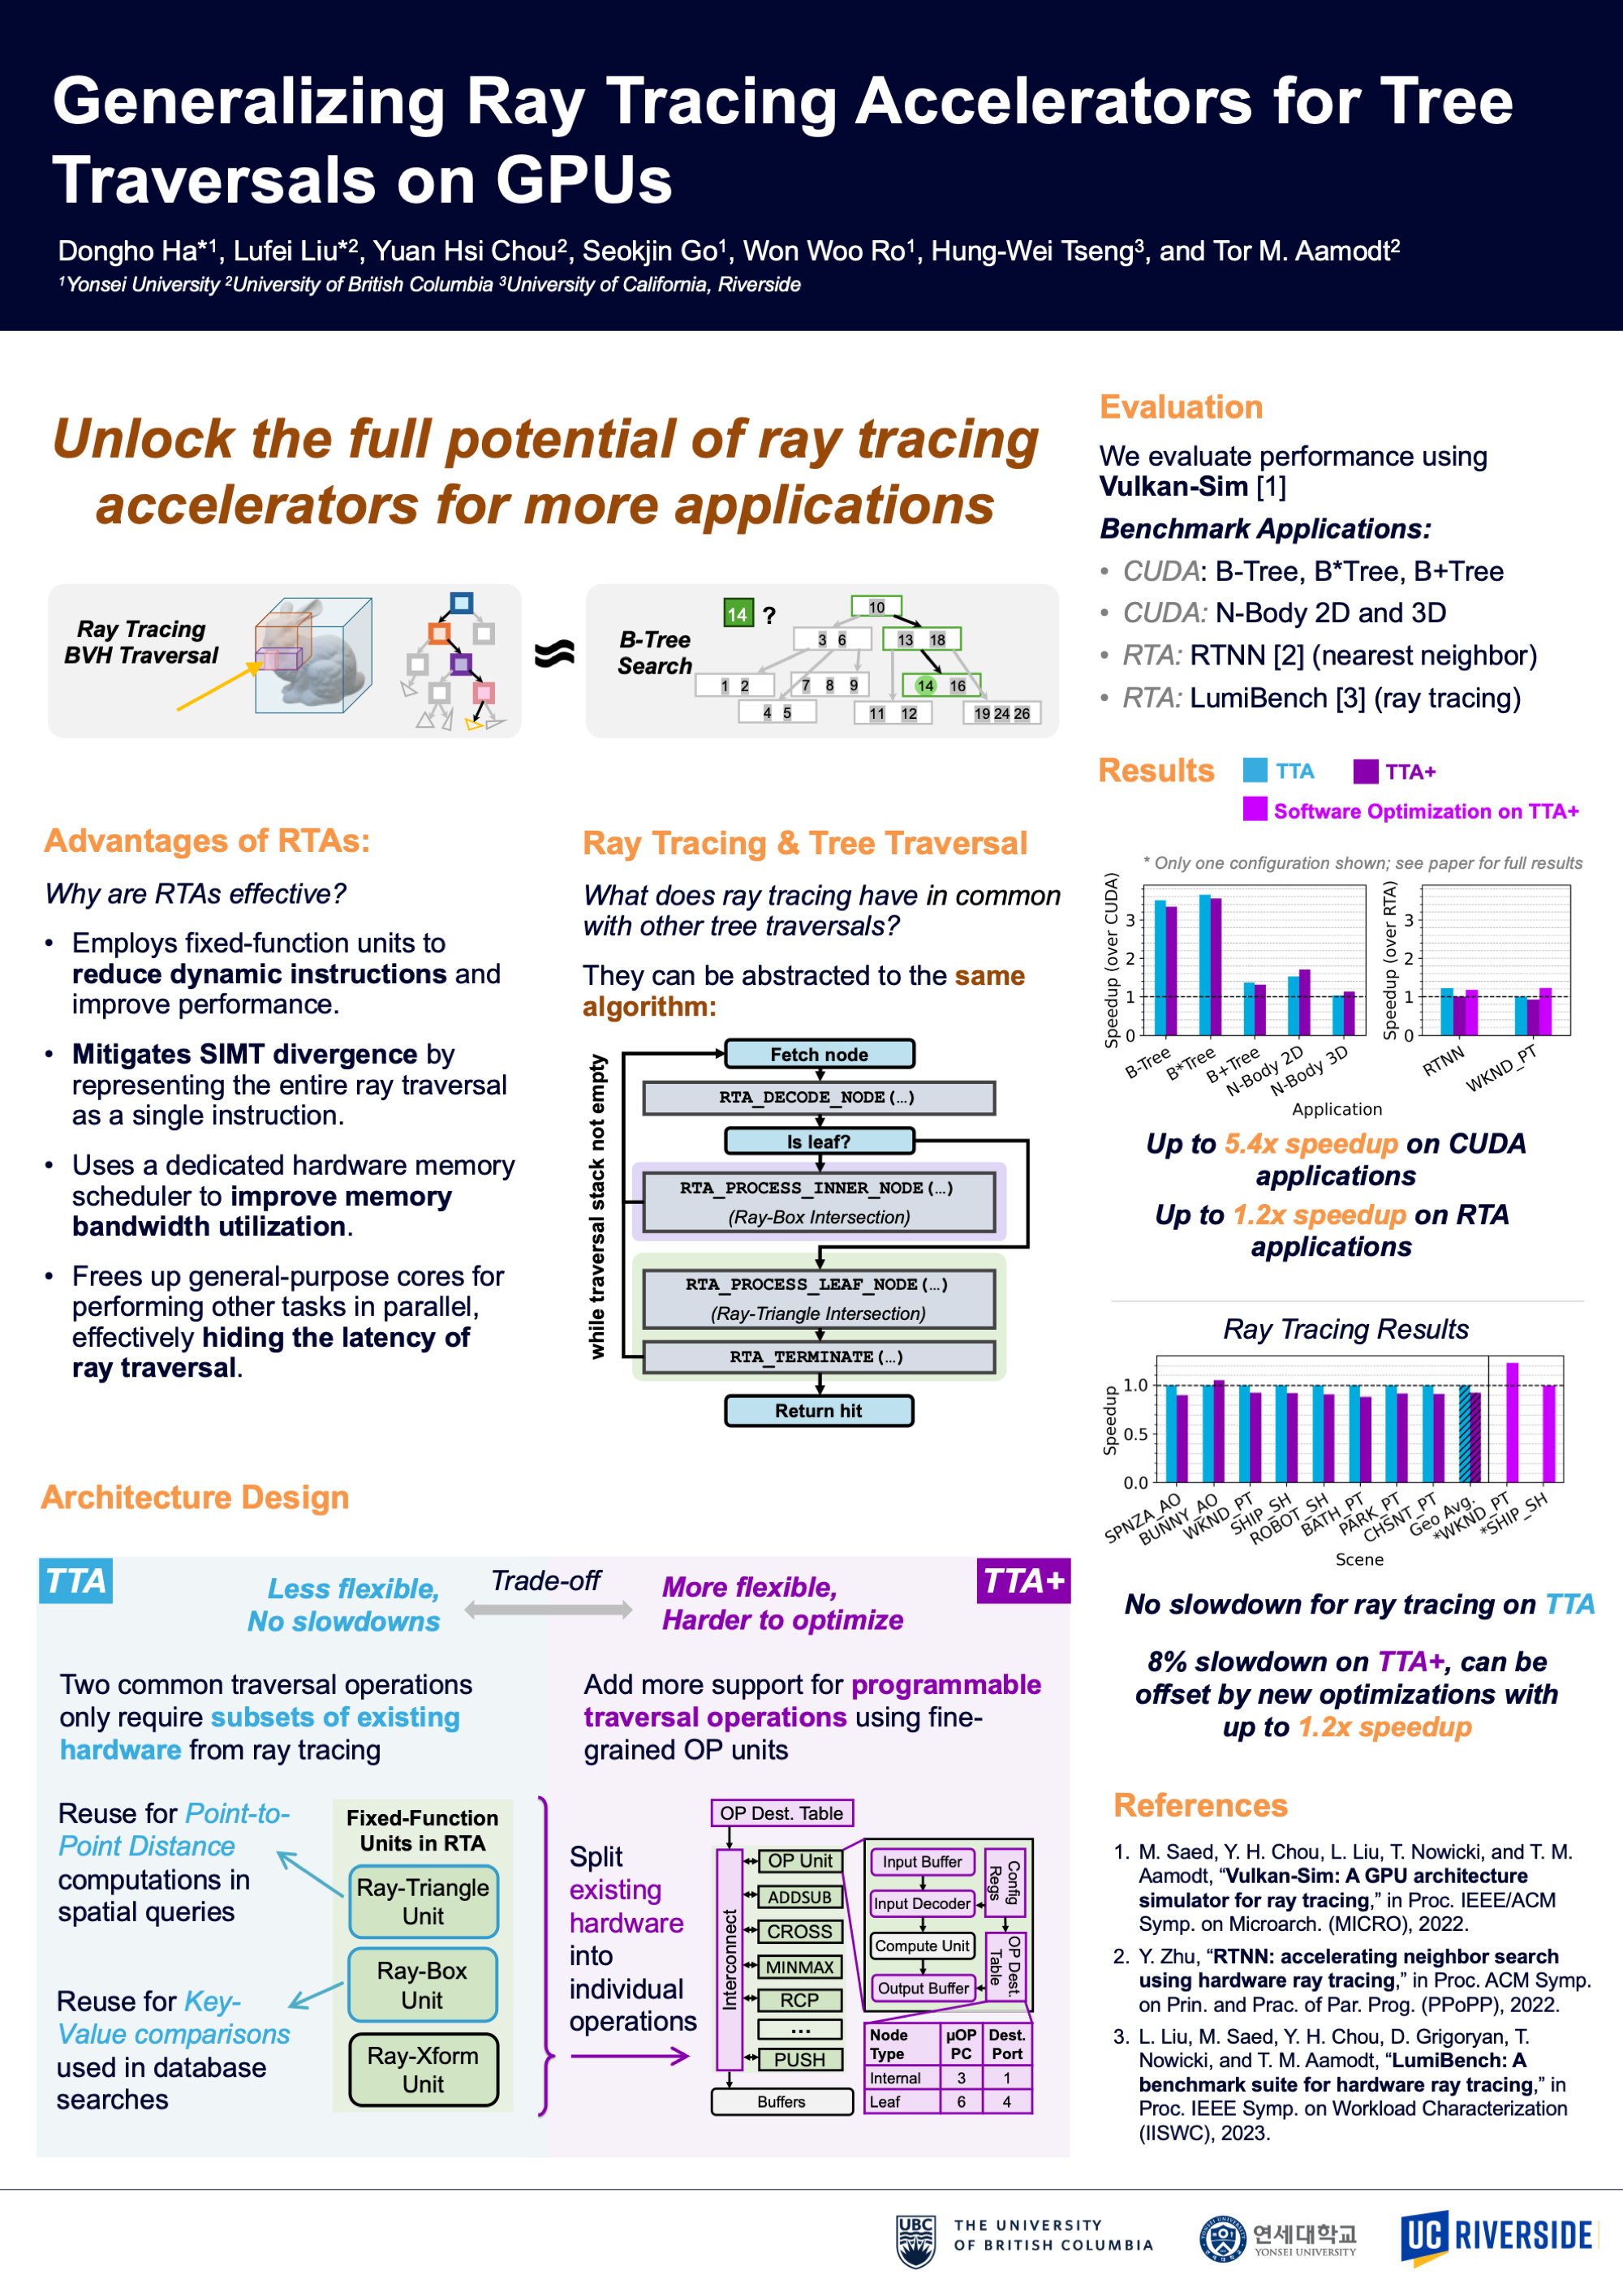 Generalizing Ray Tracing Accelerators for Tree
Traversals on GPUs
Dongho Ha*¹, Lufei Liu*², Yuan Hsi Chou², Seokjin Go¹, Won Woo Ro¹, Hung-Wei Tseng³, and Tor M. Aamodt²
¹Yonsei University ²University of British Columbia ³University of California, Riverside
Unlock the full potential of ray tracing
accelerators for more applications
Ray Tracing
BVH Traversal
≈
B-Tree
Search
14 ?
10
3 6
13 18
1 2
7 8 9
14 16
4 5
11 12
19 24 26
Advantages of RTAs:
Why are RTAs effective?
• Employs fixed-function units to
reduce dynamic instructions and
improve performance.
• Mitigates SIMT divergence by
representing the entire ray traversal
as a single instruction.
• Uses a dedicated hardware memory
scheduler to improve memory
bandwidth utilization.
• Frees up general-purpose cores for
performing other tasks in parallel,
effectively hiding the latency of
ray traversal.
Ray Tracing & Tree Traversal
What does ray tracing have in common
with other tree traversals?
They can be abstracted to the same
algorithm:
while traversal stack not empty
Fetch node
RTA_DECODE_NODE(…)
Is leaf?
RTA_PROCESS_INNER_NODE(…)
(Ray-Box Intersection)
RTA_PROCESS_LEAF_NODE(…)
(Ray-Triangle Intersection)
RTA_TERMINATE(…)
Return hit
Architecture Design
TTA
Less flexible,
No slowdowns
Trade-off
More flexible,
Harder to optimize
TTA+
Two common traversal operations
only require subsets of existing
hardware from ray tracing
Reuse for Point-to-
Point Distance
computations in
spatial queries
Reuse for Key-
Value comparisons
used in database
searches
Fixed-Function
Units in RTA
Ray-Triangle
Unit
Ray-Box
Unit
Ray-Xform
Unit
Add more support for programmable
traversal operations using fine-
grained OP units
Split
existing
hardware
into
individual
operations
OP Dest. Table
Interconnect
OP Unit
ADDSUB
CROSS
MINMAX
RCP
...
PUSH
Buffers
Input Buffer
Input Decoder
Compute Unit
Output Buffer
Config
Regs
OP Dest.
Table
Node
Type
µOP
PC
Dest.
Port
Internal 3 1
Leaf 6 4
Evaluation
We evaluate performance using
Vulkan-Sim [1]
Benchmark Applications:
• CUDA: B-Tree, B*Tree, B+Tree
• CUDA: N-Body 2D and 3D
• RTA: RTNN [2] (nearest neighbor)
• RTA: LumiBench [3] (ray tracing)
Results
TTA
TTA+
Software Optimization on TTA+
* Only one configuration shown; see paper for full results
Speedup (over CUDA)
3
2
1
0
B-Tree
B*Tree
B+Tree
N-Body 2D
N-Body 3D
Speedup (over RTA)
3
2
1
0
RTNN
WKND_PT
Application
Up to 5.4x speedup on CUDA
applications
Up to 1.2x speedup on RTA
applications
Ray Tracing Results
Speedup
1.0
0.5
0.0
SPNZA_AO
BUNNY_AO
WKND_PT
SHIP_SH
ROBOT_SH
BATH_PT
PARK_PT
CHSNT_PT
Geo Avg.
*WKND_PT
*SHIP_SH
Scene
No slowdown for ray tracing on TTA
8% slowdown on TTA+, can be
offset by new optimizations with
up to 1.2x speedup
References
1. M. Saed, Y. H. Chou, L. Liu, T. Nowicki, and T. M.
Aamodt, “Vulkan-Sim: A GPU architecture
simulator for ray tracing,” in Proc. IEEE/ACM
Symp. on Microarch. (MICRO), 2022.
2. Y. Zhu, “RTNN: accelerating neighbor search
using hardware ray tracing,” in Proc. ACM Symp.
on Prin. and Prac. of Par. Prog. (PPoPP), 2022.
3. L. Liu, M. Saed, Y. H. Chou, D. Grigoryan, T.
Nowicki, and T. M. Aamodt, “LumiBench: A
benchmark suite for hardware ray tracing,” in
Proc. IEEE Symp. on Workload Characterization
(IISWC), 2023.
UBC
THE UNIVERSITY
OF BRITISH COLUMBIA
연세대학교
YONSEI UNIVERSITY
UC RIVERSIDE